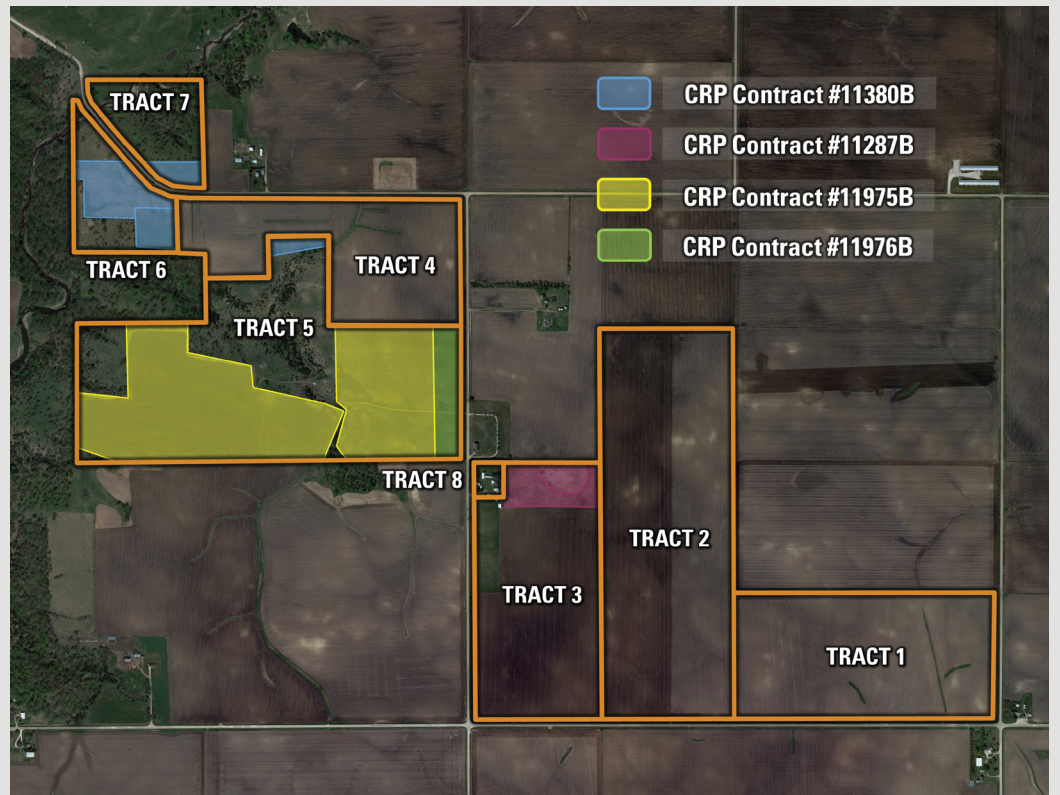 TRACT 7
CRP Contract #11380B
CRP Contract #11287B
CRP Contract #11975B
CRP Contract #11976B
TRACT 6
TRACT 4
TRACT 5
TRACT 8
TRACT 2
TRACT 3
TRACT 1